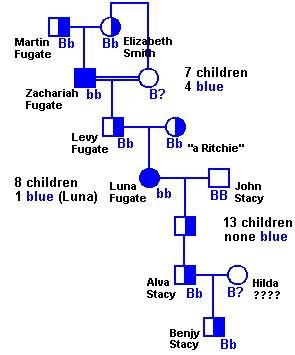 Martin
Fugate
Bb
Bb
Elizabeth
Smith
Zachariah
Fugate
bb
B?
7 children
4 blue
Levy
Fugate
Bb
Bb
"a Ritchie"
8 children
1 blue (Luna)
Luna
Fugate
bb
BB
John
Stacy
13 children
none blue
Alva
Stacy
Bb
B?
Hilda
????
Benjy
Stacy
Bb